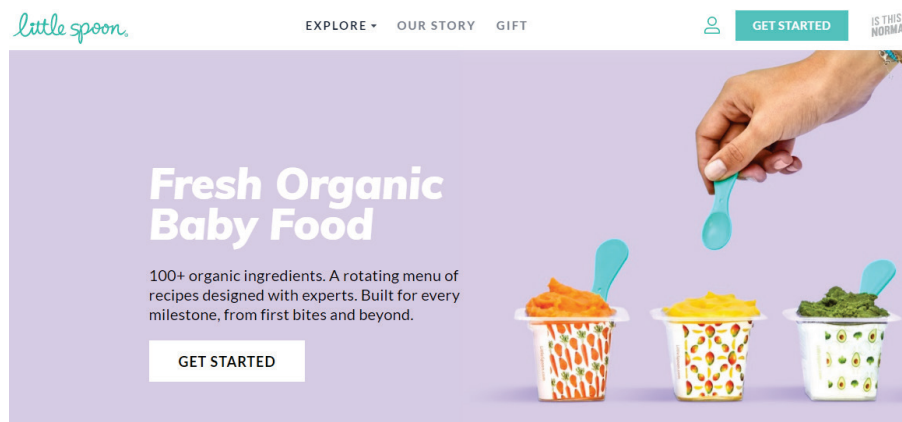 little spoon
EXPLORE
OUR STORY
GIFT
GET STARTED
IS THIS
NORMA
Fresh Organic
Baby Food
100+ organic ingredients. A rotating menu of
recipes designed with experts. Built for every
milestone, from first bites and beyond.
GET STARTED